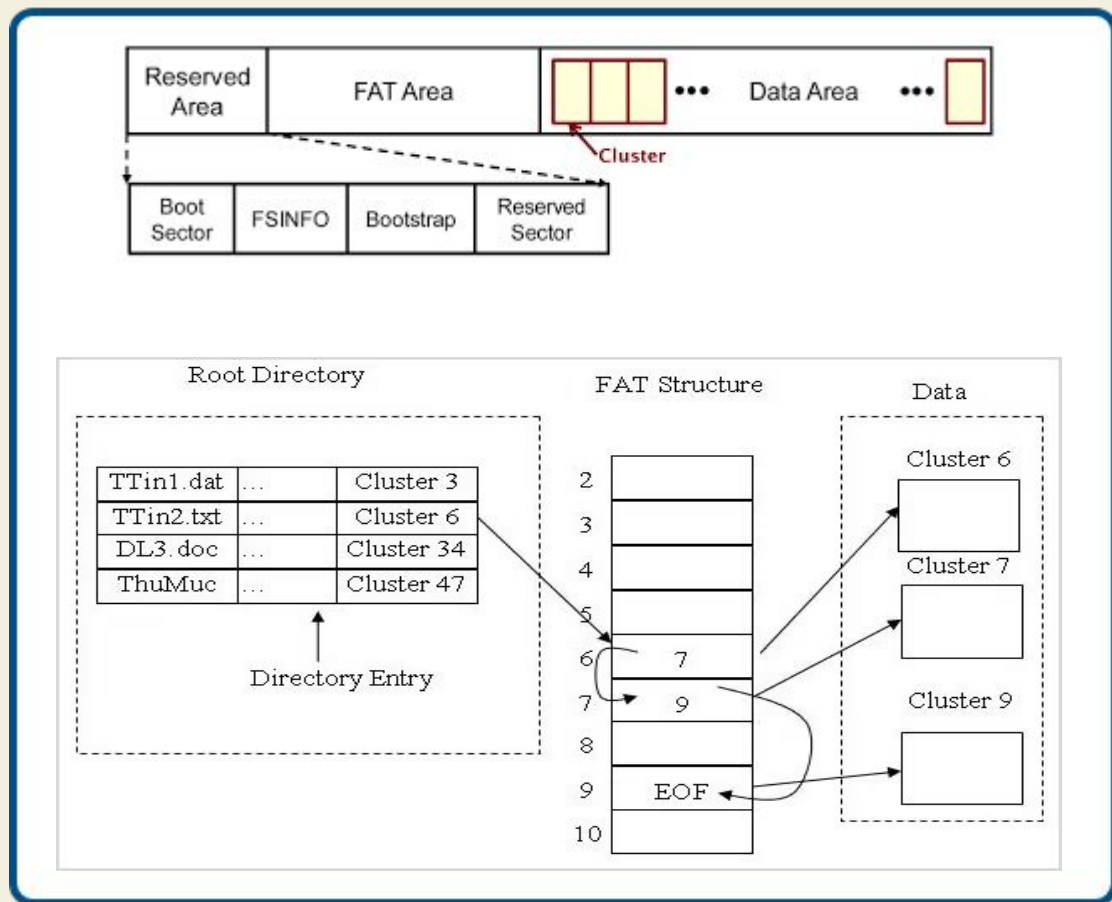 Reserved Area
FAT Area
••• Data Area •••
Cluster
Boot Sector
FSINFO
Bootstrap
Reserved Sector
Root Directory
FAT Structure
Data
TTin1.dat ... Cluster 3
TTin2.txt ... Cluster 6
DL3.doc ... Cluster 34
ThuMuc ... Cluster 47
Directory Entry
2
3
4
5
6 7
7 9
8
9 EOF
10
Cluster 6
Cluster 7
Cluster 9